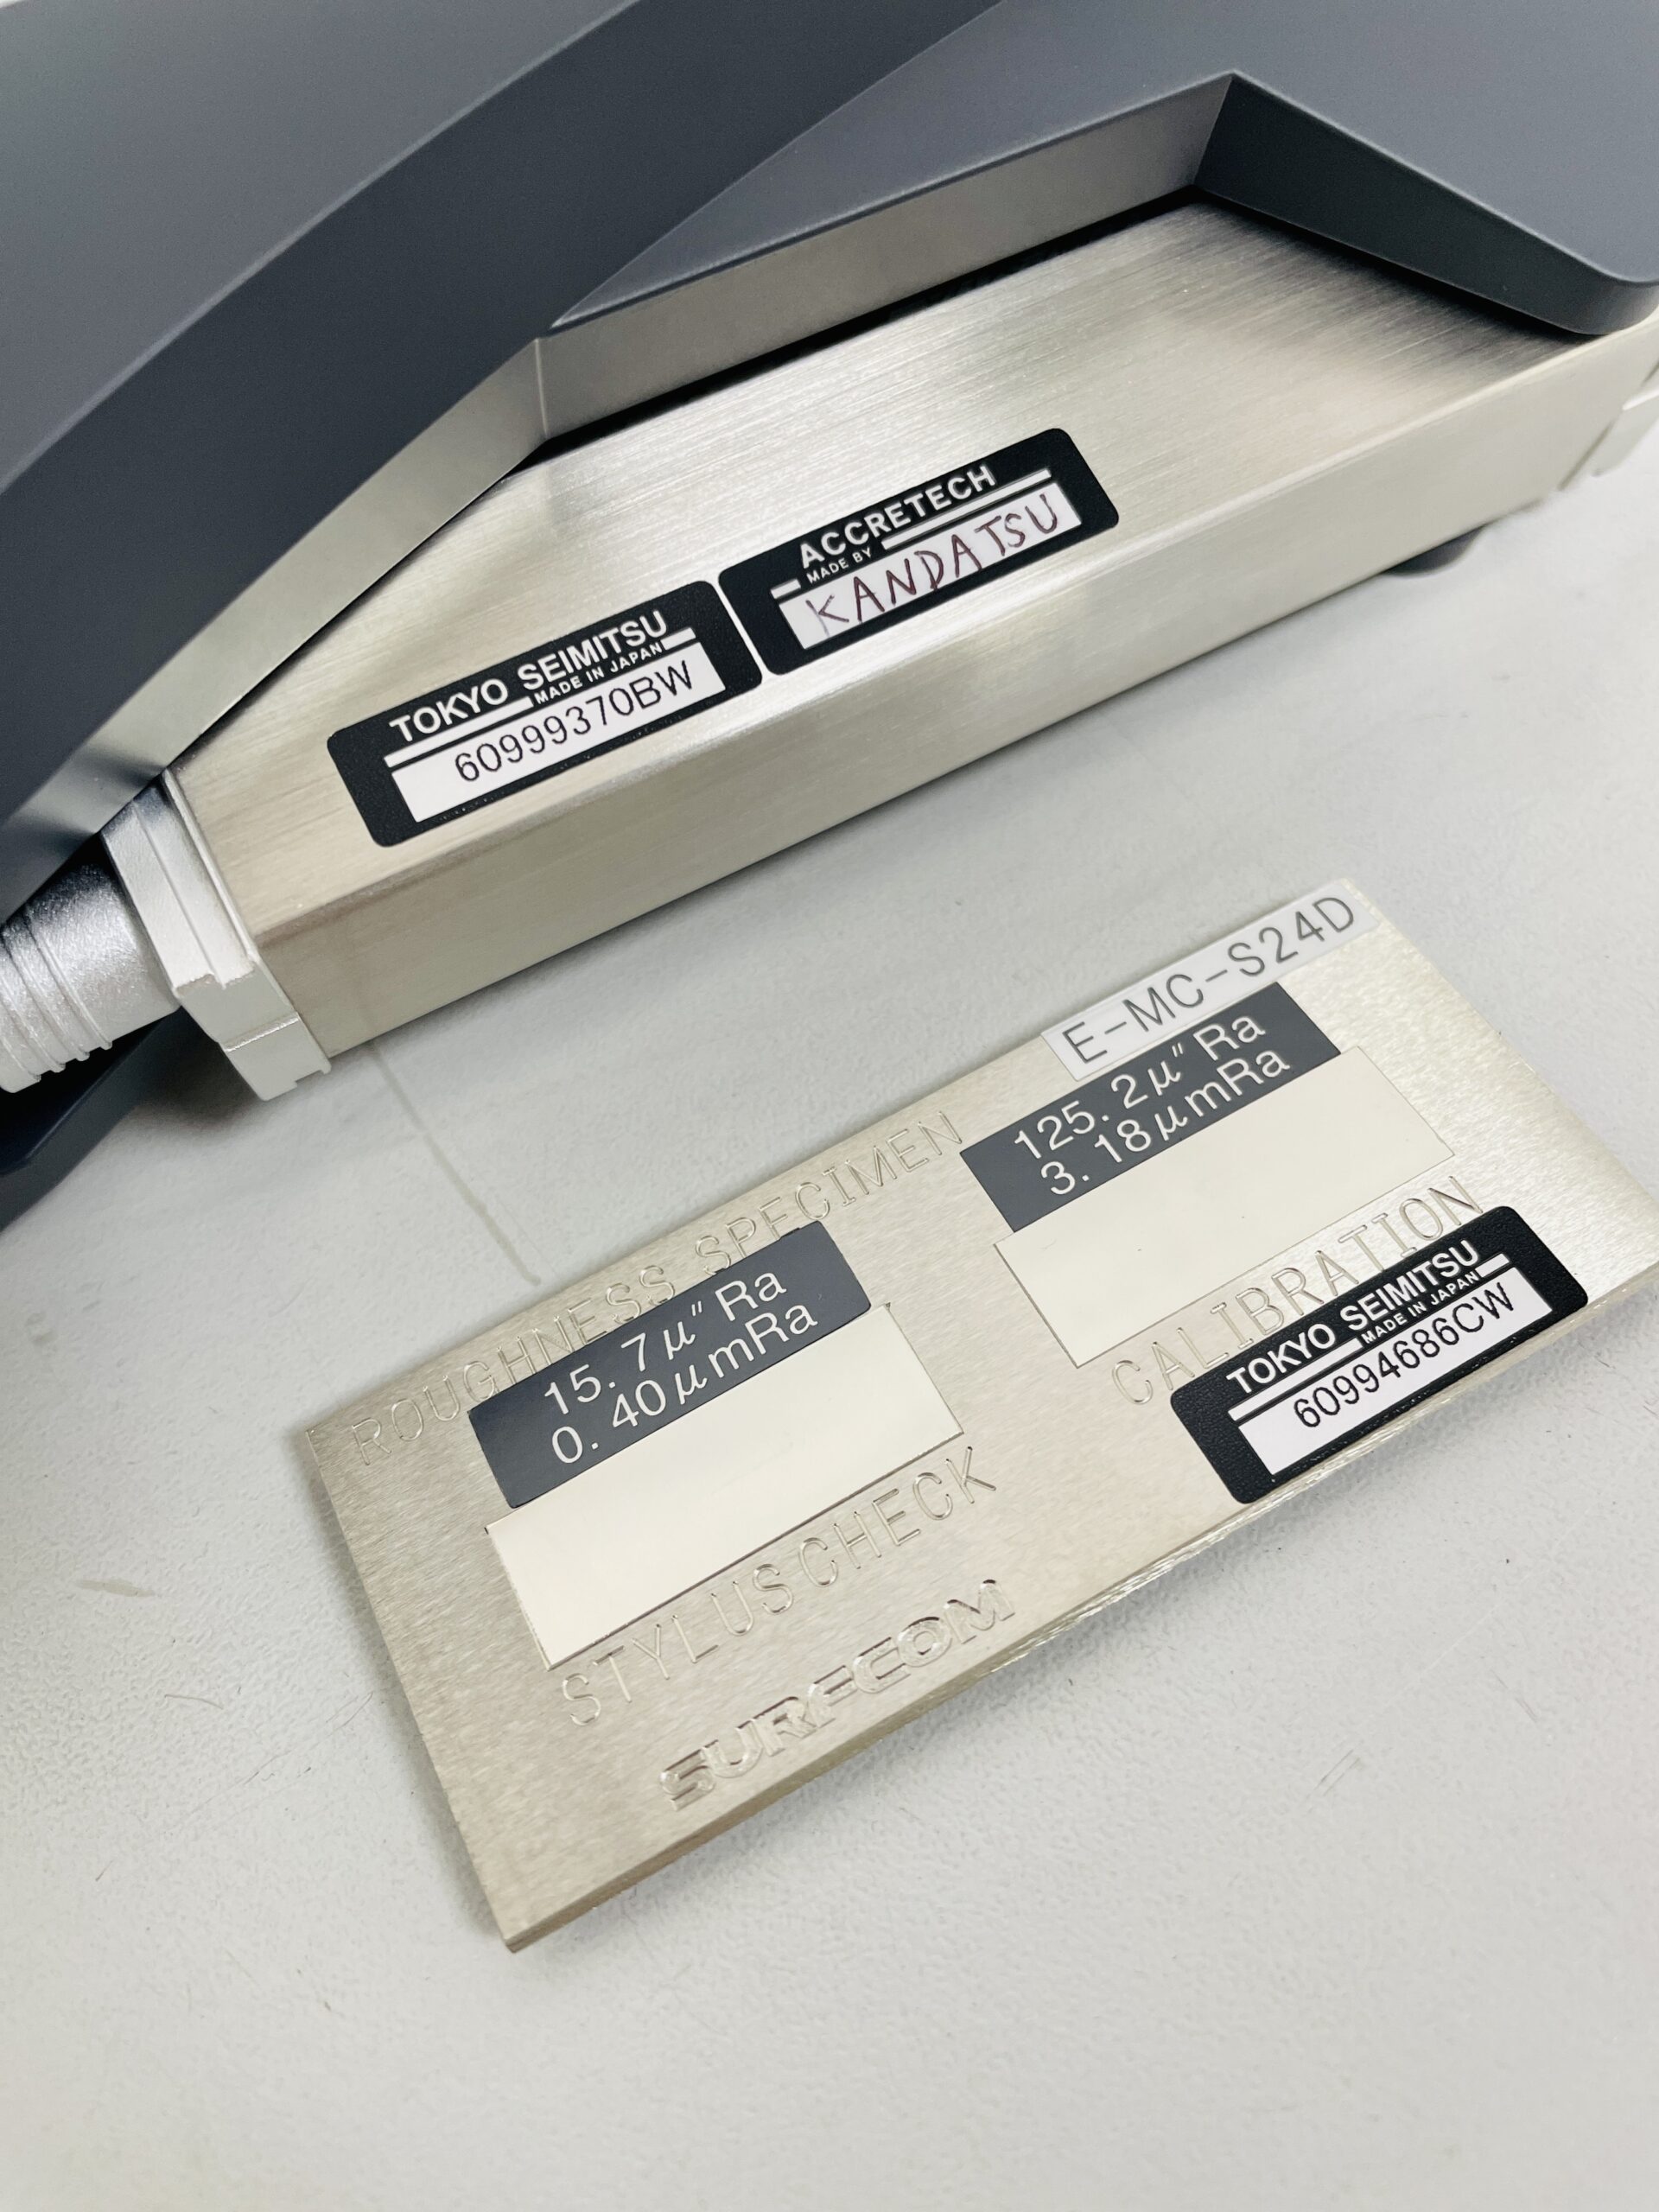 ACCRETECH
MADE BY
KANDATSU
TOKYO SEIMITSU
MADE IN JAPAN
60999370BW
E-MC-S24D
125.2μ" Ra
3.18μmRa
ROUGHNESS SPECIMEN
15.7μ" Ra
0.40μmRa
CALIBRATION
TOKYO SEIMITSU
MADE IN JAPAN
60994686CW
STYLUS CHECK
SURFCOM